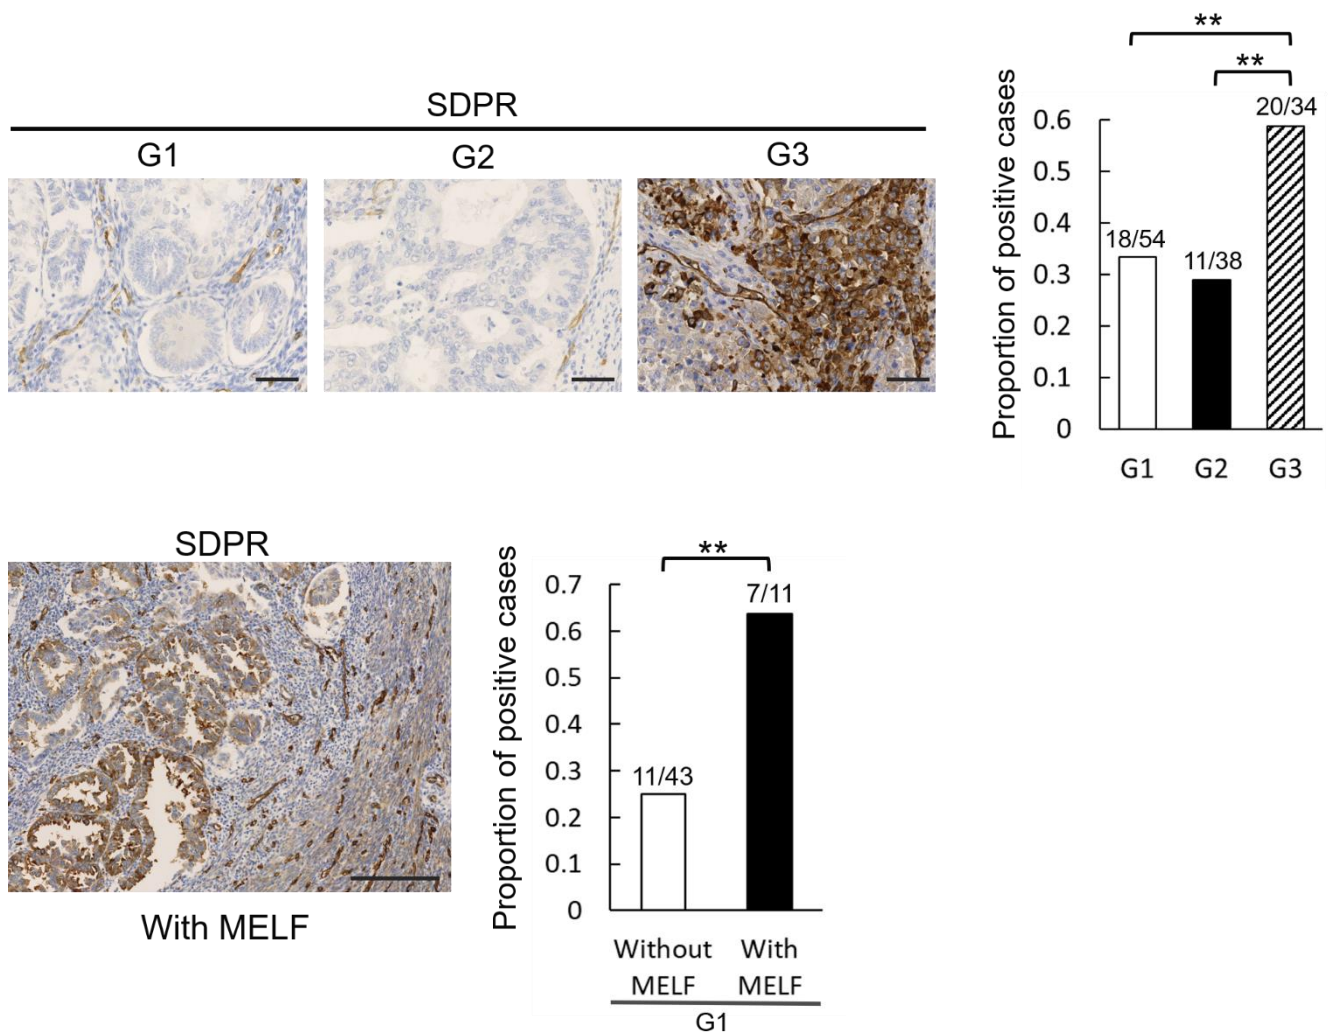 SDPR
G1
G2
G3
**
**
Proportion of positive cases
20/34
18/54
11/38
0.6
0.5
0.4
0.3
0.2
0.1
0
G1
G2
G3
SDPR
With MELF
**
Proportion of positive cases
7/11
11/43
0.7
0.6
0.5
0.4
0.3
0.2
0.1
0
Without
MELF
With
MELF
G1